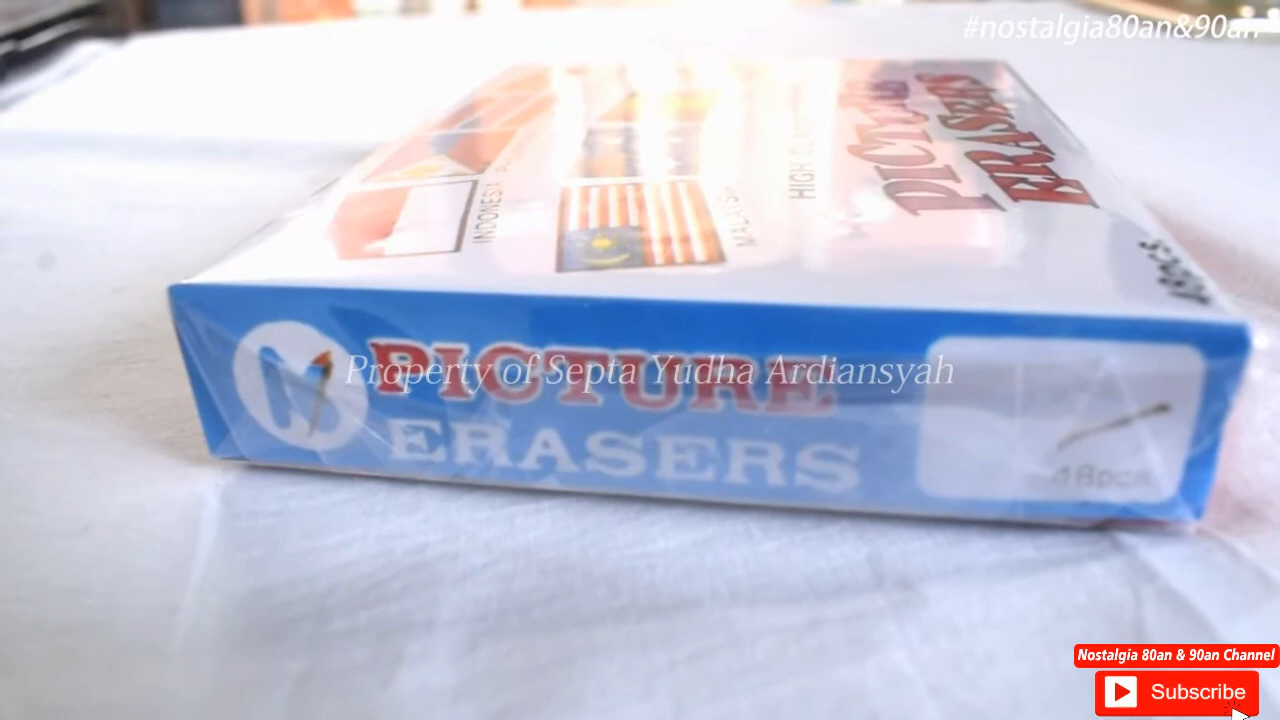 #nostalgia80an&90an
PICTURE
ERASERS
HIGH
INDONESIA
MALAYSIA
48PCS
PICTURE
ERASERS
48pcs
Property of Septa Yudha Ardiansyah
Nostalgia 80an & 90an Channel
Subscribe